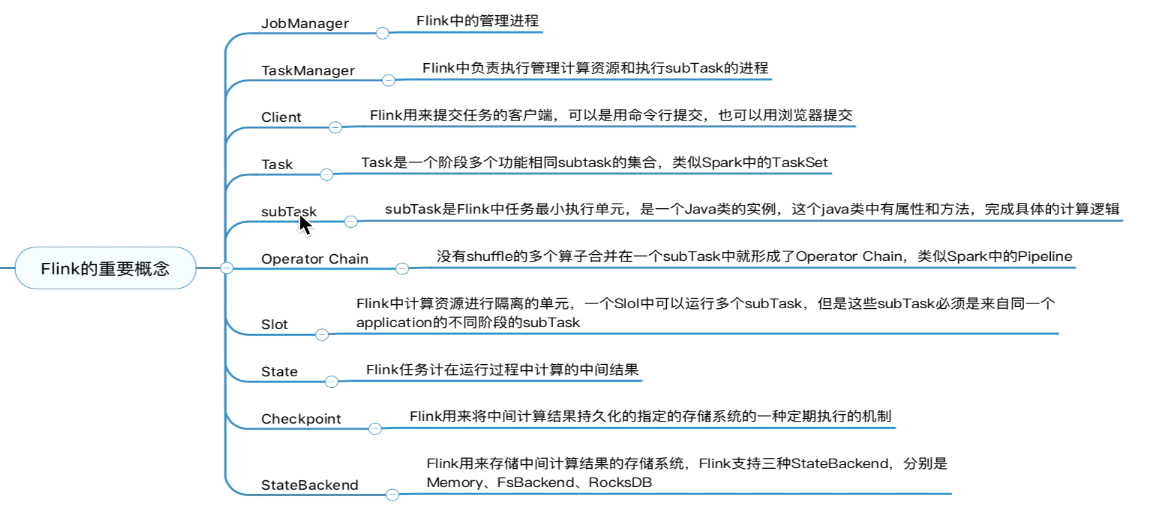 Flink的重要概念
JobManager
Flink中的管理进程
TaskManager
Flink中负责执行管理计算资源和执行subTask的进程
Client
Flink用来提交任务的客户端，可以是用命令行提交，也可以用浏览器提交
Task
Task是一个阶段多个功能相同subtask的集合，类似Spark中的TaskSet
subTask
subTask是Flink中任务最小执行单元，是一个Java类的实例，这个java类中有属性和方法，完成具体的计算逻辑
Operator Chain
没有shuffle的多个算子合并在一个subTask中就形成了Operator Chain，类似Spark中的Pipeline
Slot
Flink中计算资源进行隔离的单元，一个Slol中可以运行多个subTask，但是这些subTask必须是来自同一个
application的不同阶段的subTask
State
Flink任务计在运行过程中计算的中间结果
Checkpoint
Flink用来将中间计算结果持久化的指定的存储系统的一种定期执行的机制
StateBackend
Flink用来存储中间计算结果的存储系统，Flink支持三种StateBackend，分别是
Memory、FsBackend、RocksDB